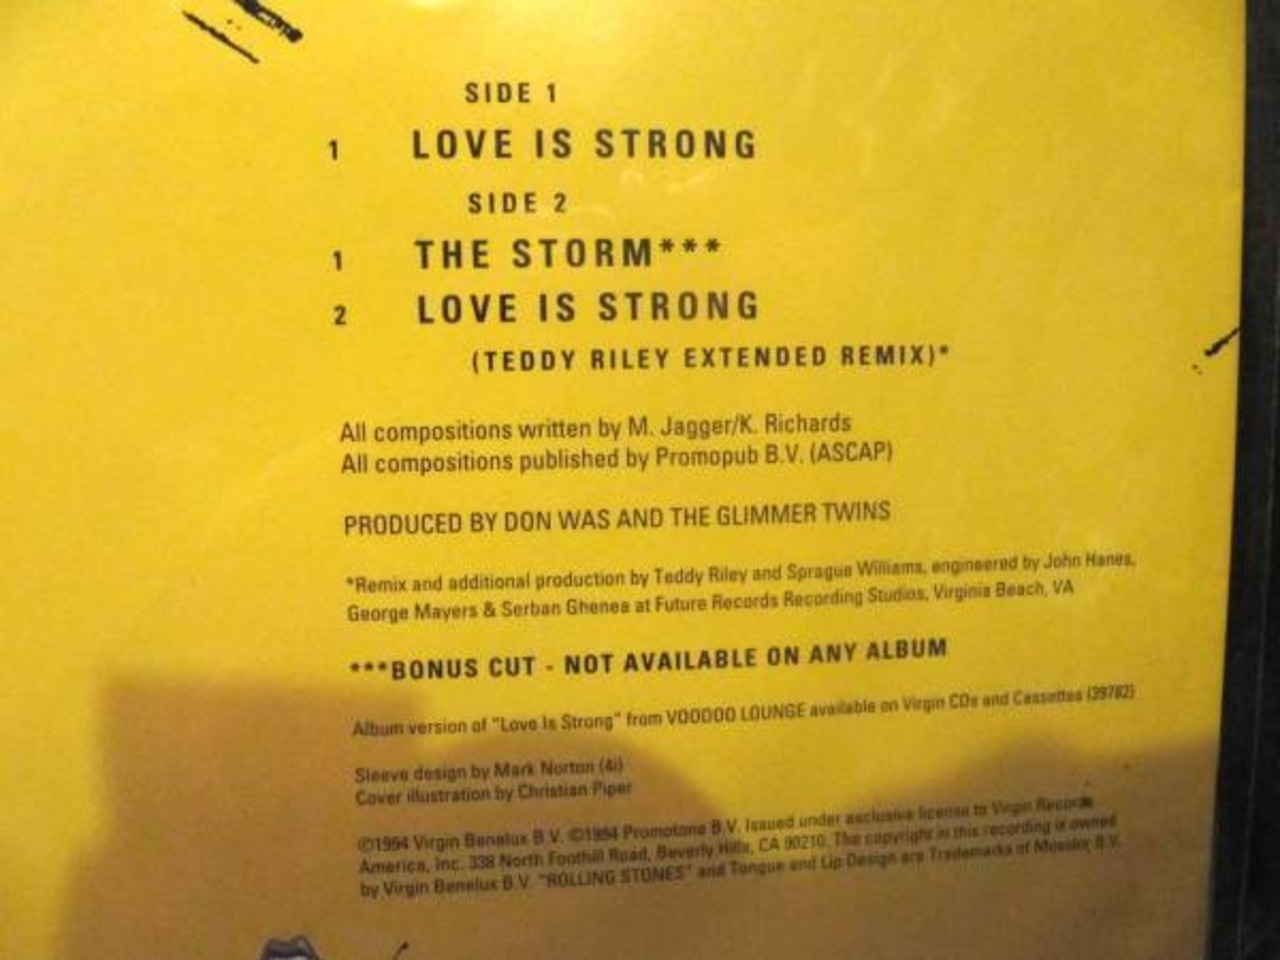 SIDE 1
1 LOVE IS STRONG
SIDE 2
1 THE STORM***
2 LOVE IS STRONG
(TEDDY RILEY EXTENDED REMIX)*
All compositions written by M. Jagger/K. Richards
All compositions published by Promopub B.V. (ASCAP)
PRODUCED BY DON WAS AND THE GLIMMER TWINS
*Remix and additional production by Teddy Riley and Sprague Williams, engineered by John Hanes,
George Mayers & Serban Ghenea at Future Records Recording Studios, Virginia Beach, VA
***BONUS CUT - NOT AVAILABLE ON ANY ALBUM
Album version of "Love Is Strong" from VOODOO LOUNGE available on Virgin CDs and Cassettes (39782)
Sleeve design by Mark Norton (4i)
Cover illustration by Christian Piper
©1994 Virgin Benelux B.V. ©1994 Promotone B.V. Issued under exclusive license to Virgin Records
America, Inc. 338 North Foothill Road, Beverly Hills, CA 90210. The copyright in this recording is owned
by Virgin Benelux B.V. "ROLLING STONES" and Tongue and Lip Design are Trademarks of Musidor B.V.